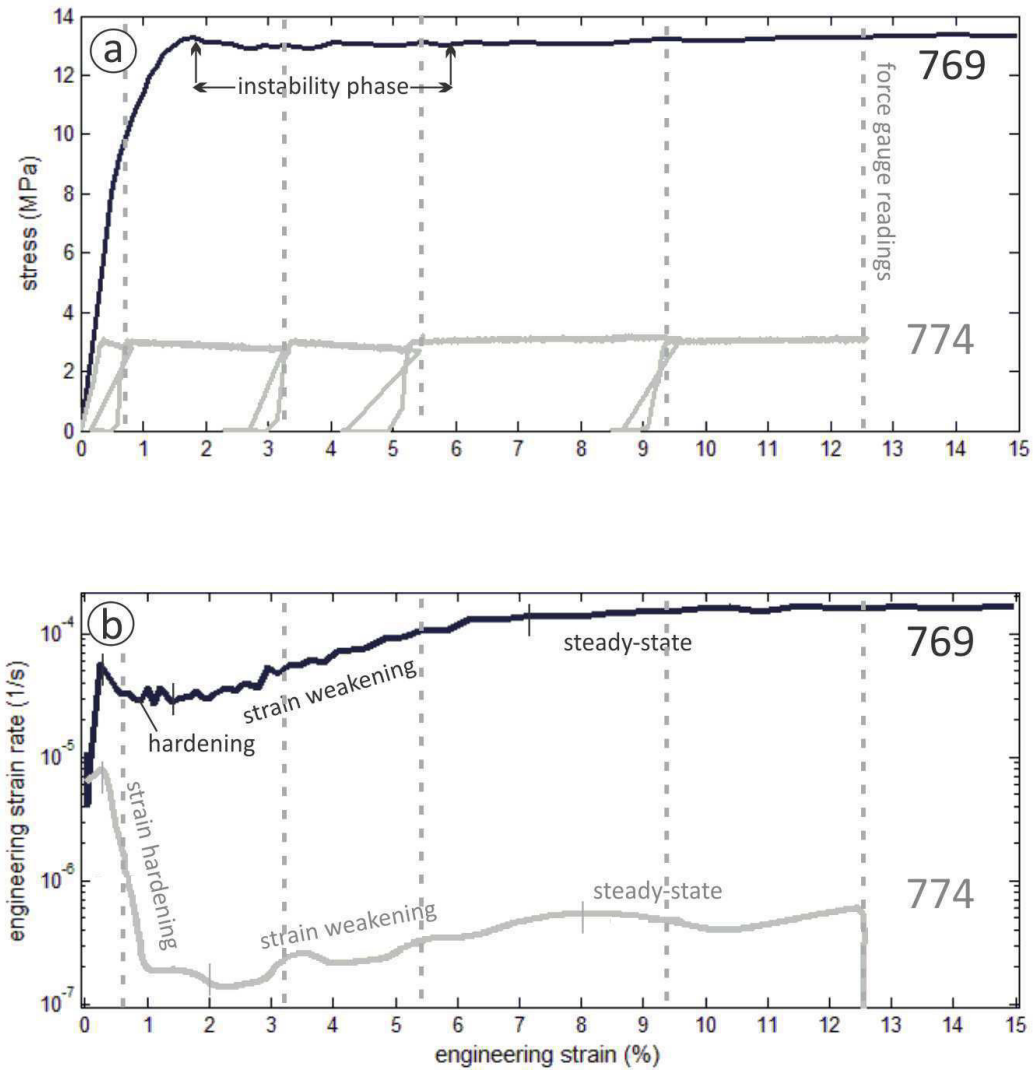 a
14
12
10
8
6
4
2
0
stress (MPa)
instability phase
769
774
force gauge readings
0 1 2 3 4 5 6 7 8 9 10 11 12 13 14 15
b
10⁻⁴
10⁻⁵
10⁻⁶
10⁻⁷
engineering strain rate (1/s)
hardening
strain weakening
steady-state
769
strain hardening
strain weakening
steady-state
774
0 1 2 3 4 5 6 7 8 9 10 11 12 13 14 15
engineering strain (%)